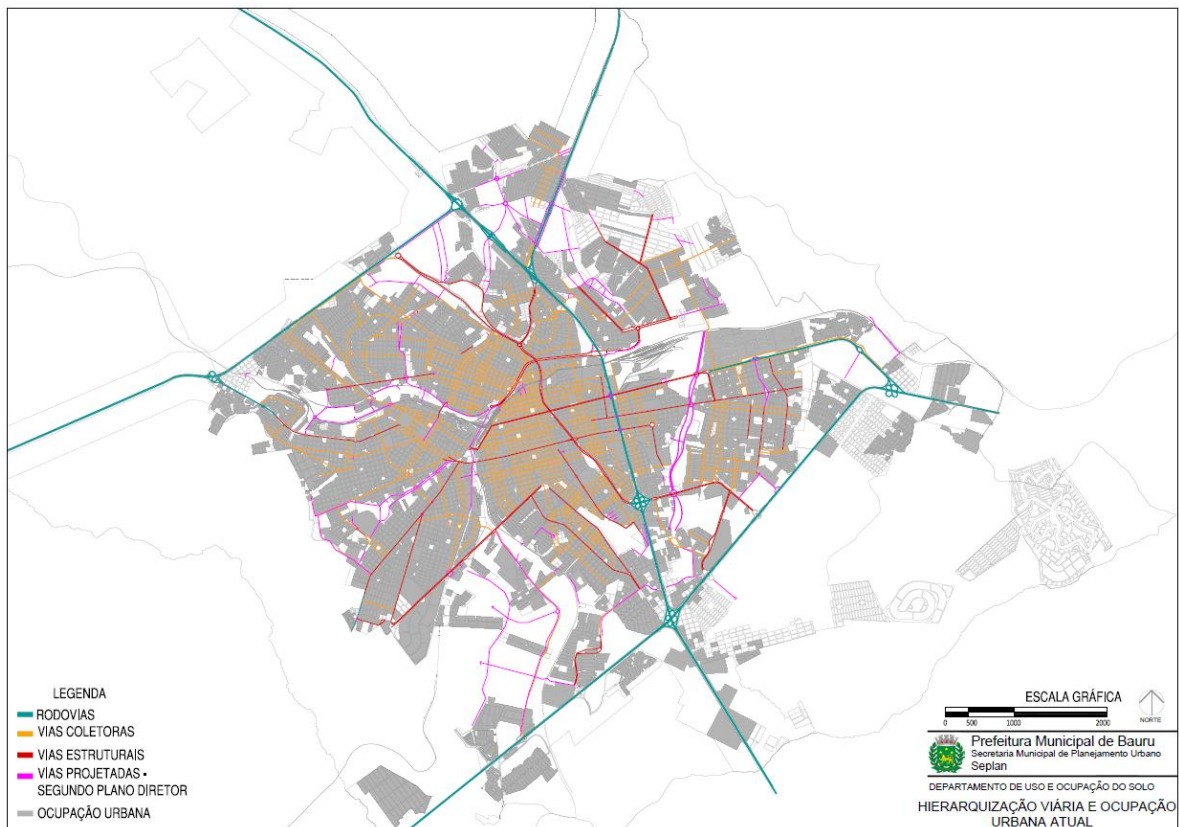 LEGENDA
RODOVIAS
VIAS COLETORAS
VIAS ESTRUTURAIS
VIAS PROJETADAS -
SEGUNDO PLANO DIRETOR
OCUPAÇÃO URBANA
ESCALA GRÁFICA
0 500 1000 2000
NORTE
Prefeitura Municipal de Bauru
Secretaria Municipal de Planejamento Urbano
Seplan
DEPARTAMENTO DE USO E OCUPAÇÃO DO SOLO
HIERARQUIZAÇÃO VIÁRIA E OCUPAÇÃO
URBANA ATUAL